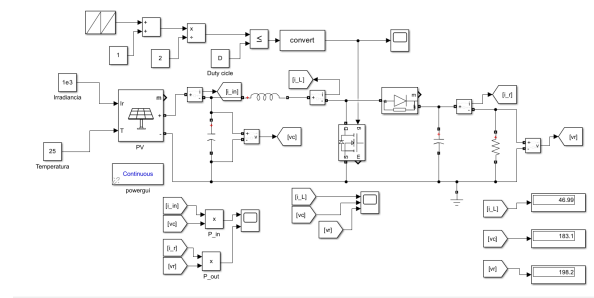 +
+
x
÷
≤
convert
1
2
D
Duty cicle
1e3
Irradiancia
Ir
m
+
T
-
PV
25
Temperatura
+
i
-
[i_in]
[i_L]
+
i
-
[vc]
+
-
v
D
S
g
m
a
k
+
i
-
[i_r]
+
-
v
[vr]
Continuous
powergui
[i_in]
[vc]
x
P_in
[i_r]
[vr]
x
P_out
[i_L]
[vc]
[vr]
[i_L]
46.99
[vc]
183.1
[vr]
198.2